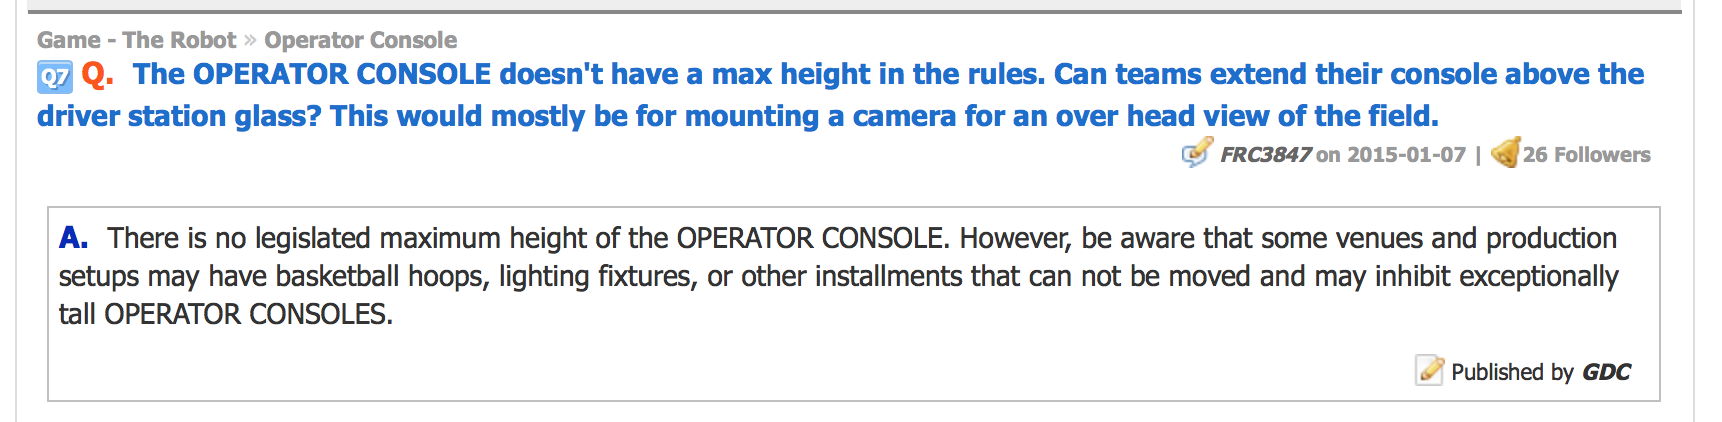 Game - The Robot » Operator Console
Q7 Q. The OPERATOR CONSOLE doesn't have a max height in the rules. Can teams extend their console above the
driver station glass? This would mostly be for mounting a camera for an over head view of the field.
FRC3847 on 2015-01-07 | 26 Followers
A. There is no legislated maximum height of the OPERATOR CONSOLE. However, be aware that some venues and production
setups may have basketball hoops, lighting fixtures, or other installments that can not be moved and may inhibit exceptionally
tall OPERATOR CONSOLES.
Published by GDC